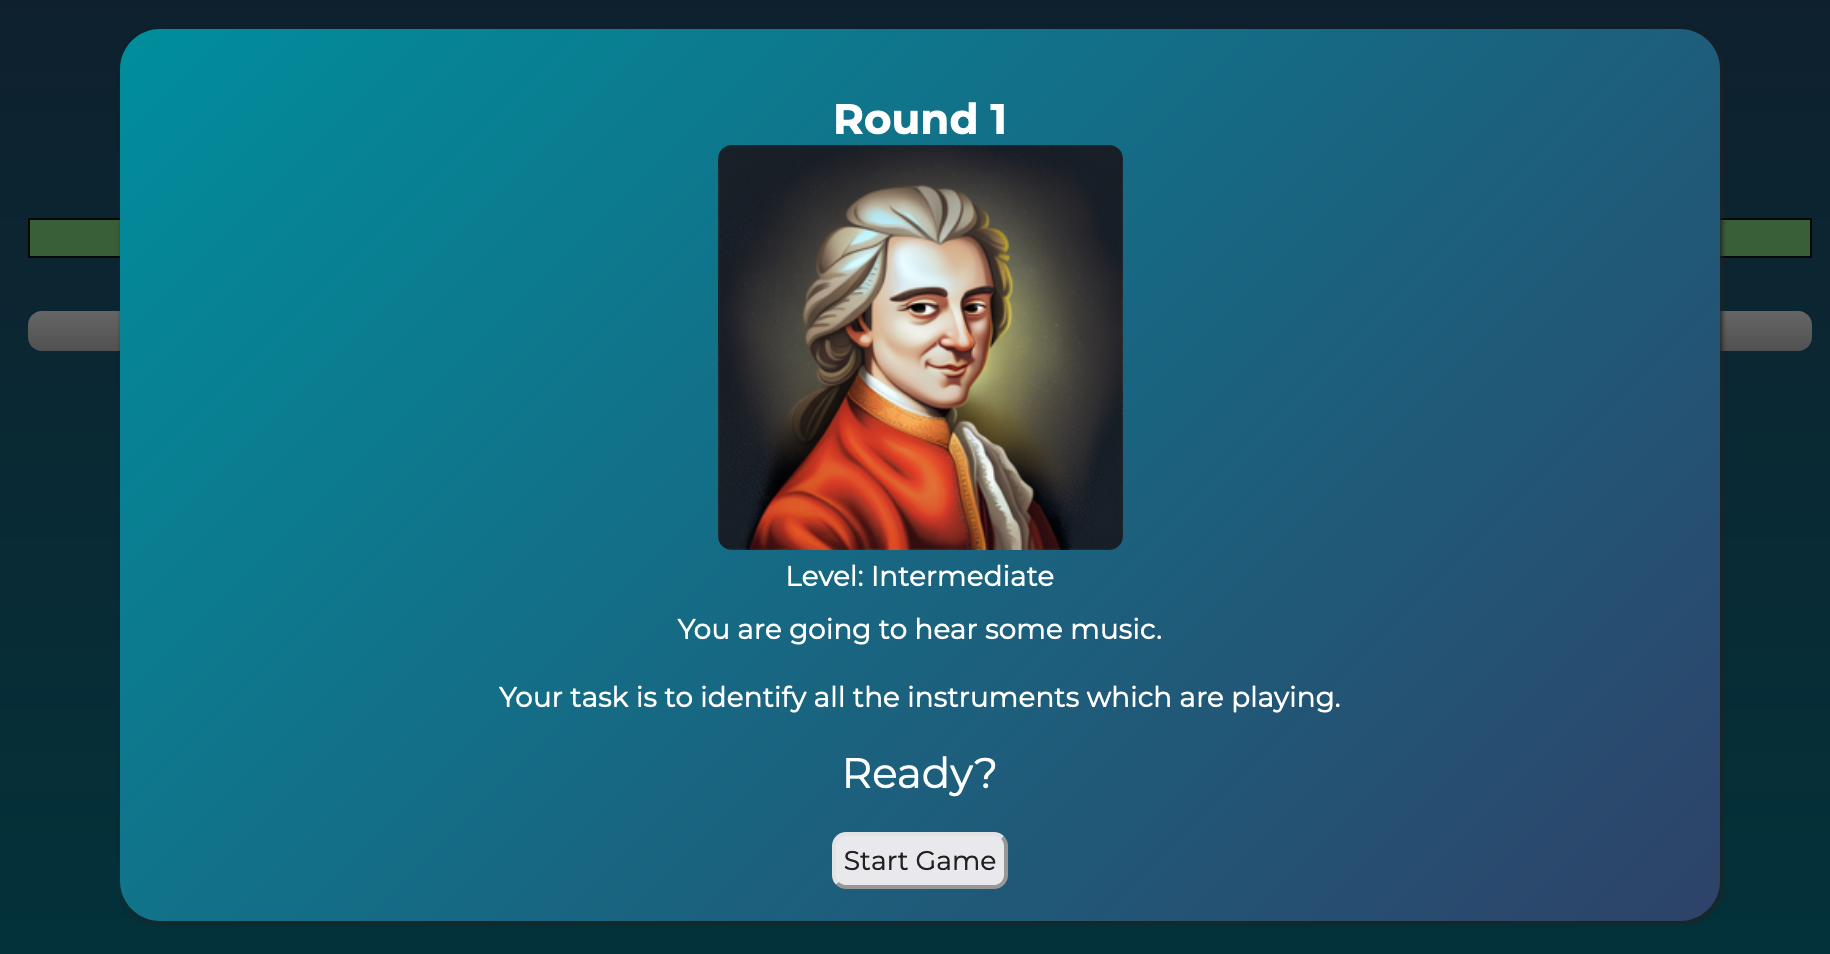 Round 1
Level: Intermediate
You are going to hear some music.
Your task is to identify all the instruments which are playing.
Ready?
Start Game